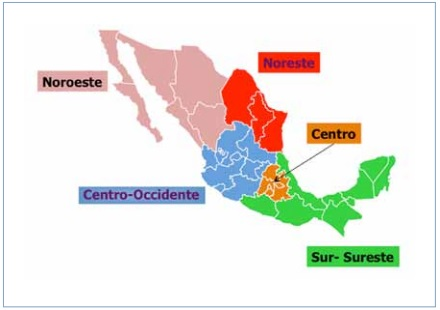 Noreste
Noroeste
Centro
Centro-Occidente
Sur- Sureste